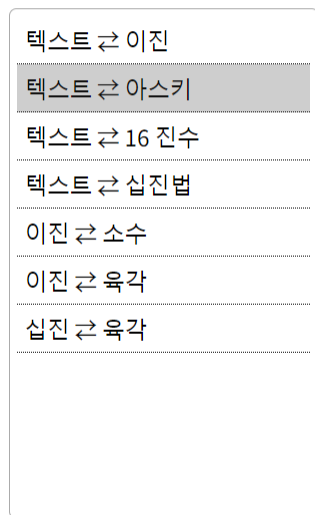 텍스트 ⇄ 이진
텍스트 ⇄ 아스키
텍스트 ⇄ 16 진수
텍스트 ⇄ 십진법
이진 ⇄ 소수
이진 ⇄ 육각
십진 ⇄ 육각